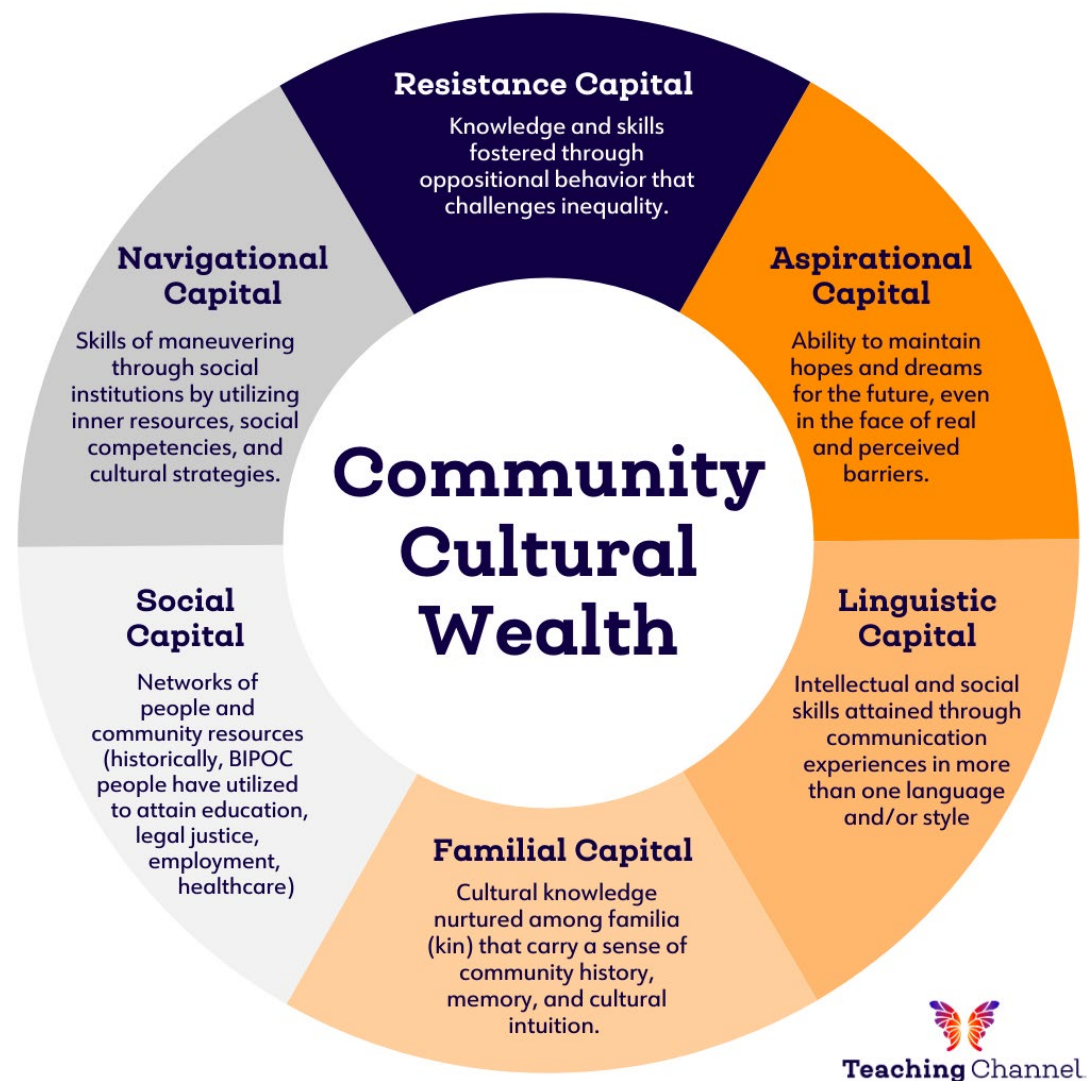 Resistance Capital
Knowledge and skills
fostered through
oppositional behavior that
challenges inequality.
Aspirational
Capital
Ability to maintain
hopes and dreams
for the future, even
in the face of real
and perceived
barriers.
Linguistic
Capital
Intellectual and social
skills attained through
communication
experiences in more
than one language
and/or style
Familial Capital
Cultural knowledge
nurtured among familia
(kin) that carry a sense of
community history,
memory, and cultural
intuition.
Social
Capital
Networks of
people and
community resources
(historically, BIPOC
people have utilized
to attain education,
legal justice,
employment,
healthcare)
Navigational
Capital
Skills of maneuvering
through social
institutions by utilizing
inner resources, social
competencies, and
cultural strategies.
Community
Cultural
Wealth
Teaching Channel